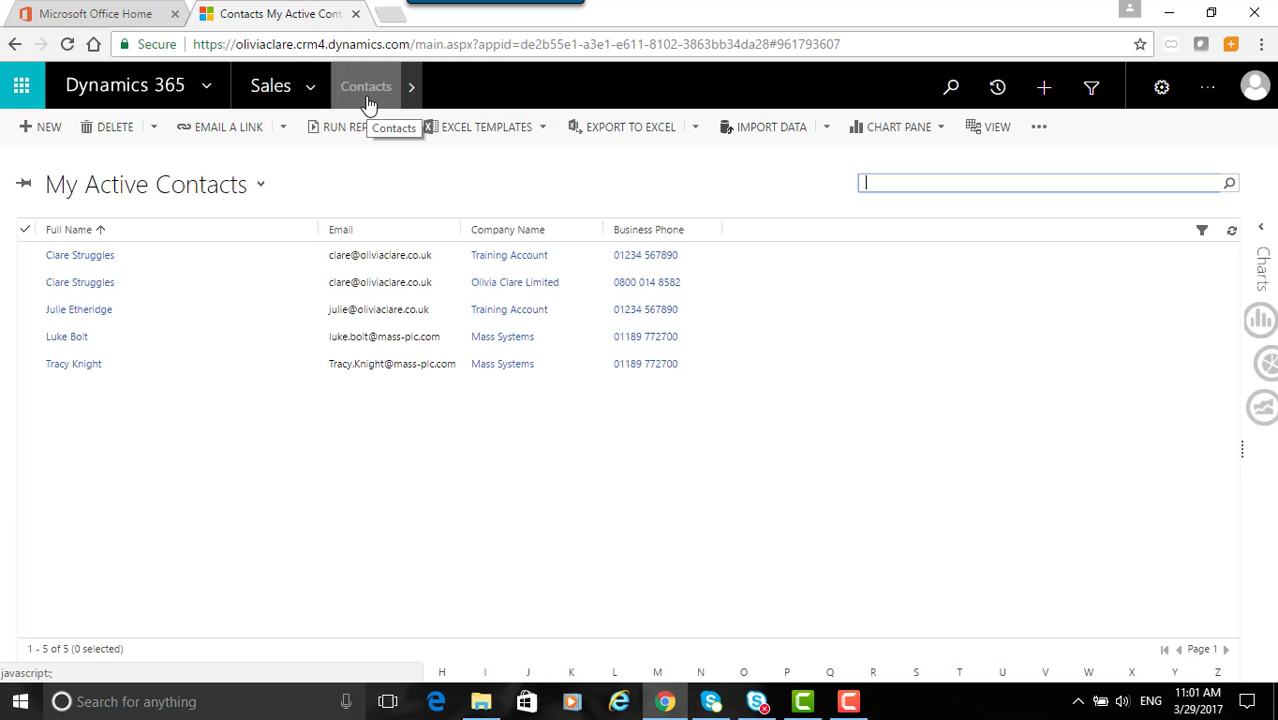 Microsoft Office Home
Contacts My Active Cont
Secure
https://oliviaclare.crm4.dynamics.com/main.aspx?appid=de2b55e1-a3e1-e611-8102-3863bb34da28#961793607
Dynamics 365
Sales
Contacts
NEW
DELETE
EMAIL A LINK
RUN REP
Contacts
EXCEL TEMPLATES
EXPORT TO EXCEL
IMPORT DATA
CHART PANE
VIEW
My Active Contacts
Full Name Email Company Name Business Phone
Clare Struggles clare@oliviaclare.co.uk Training Account 01234 567890
Clare Struggles clare@oliviaclare.co.uk Olivia Clare Limited 0800 014 8582
Julie Etheridge julie@oliviaclare.co.uk Training Account 01234 567890
Luke Bolt luke.bolt@mass-plc.com Mass Systems 01189 772700
Tracy Knight Tracy.Knight@mass-plc.com Mass Systems 01189 772700
Charts
1 - 5 of 5 (0 selected)
Page 1
javascript;
H I J K L M N O P Q R S T U V W X Y Z
Search for anything
ENG
11:01 AM
3/29/2017